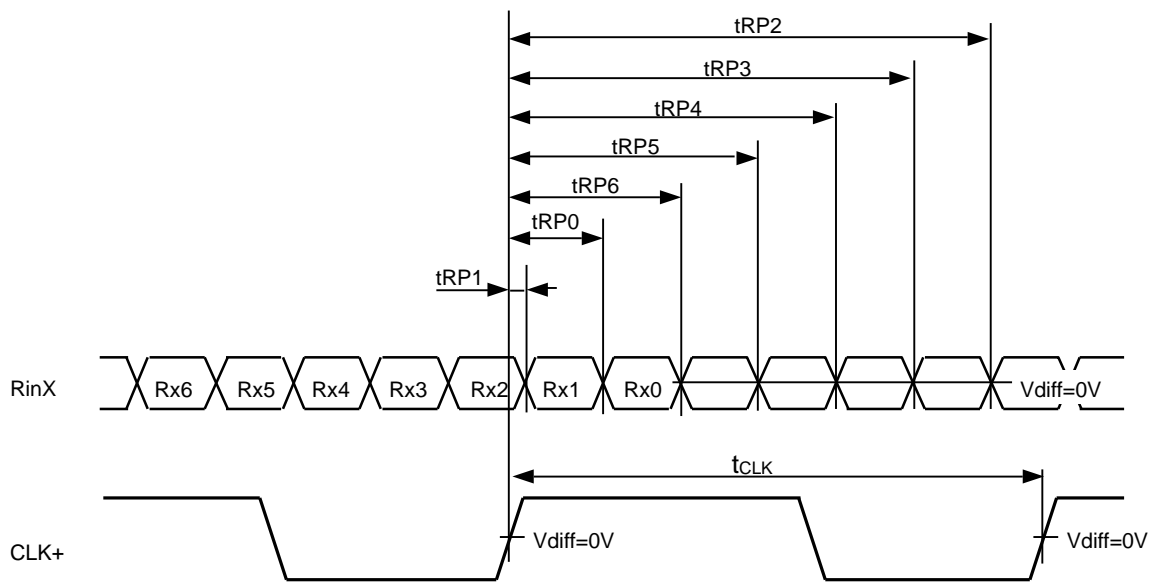 tRP2
tRP3
tRP4
tRP5
tRP6
tRP0
tRP1
RinX
Rx6 Rx5 Rx4 Rx3 Rx2 Rx1 Rx0 Vdiff=0V
tCLK
CLK+ Vdiff=0V Vdiff=0V